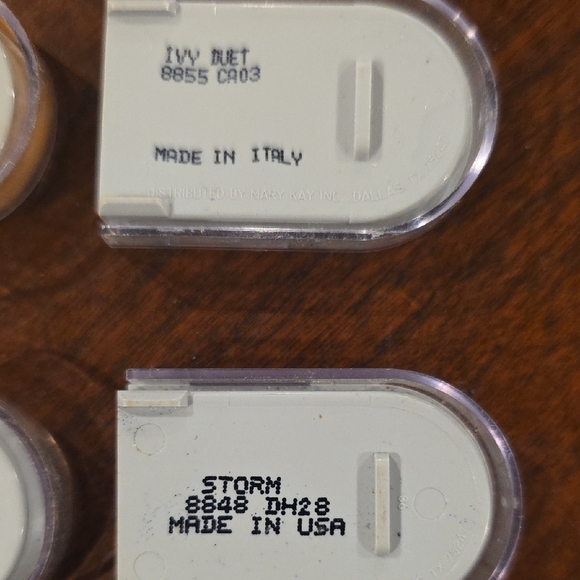 IVY DUET
8855 CA03
MADE IN ITALY
DISTRIBUTED BY MARY KAY INC. DALLAS
STORM
8848 DH28
MADE IN USA